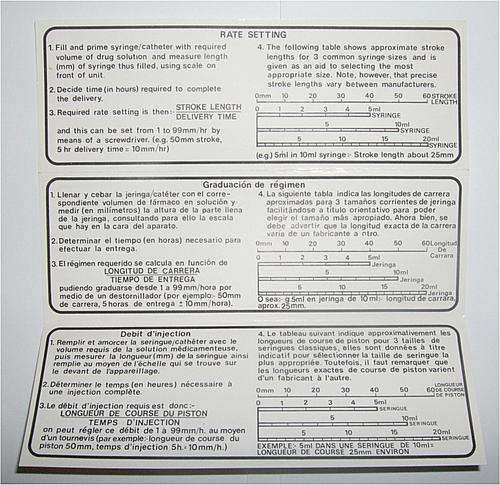 RATE SETTING
1. Fill and prime syringe/catheter with required
volume of drug solution and measure length
(mm) of syringe thus filled, using scale on
front of unit.
2. Decide time (in hours) required to complete
the delivery.
3. Required rate setting is then:- STROKE LENGTH
DELIVERY TIME
and this can be set from 1 to 99mm/hr by
means of a screwdriver. (e.g. 50mm stroke,
5 hr delivery time = 10mm/hr)
4. The following table shows approximate stroke
lengths for 3 common syringe sizes and is
given as an aid to selecting the most
appropriate size. Note, however, that precise
stroke lengths vary between manufacturers.
0mm 10 20 30 40 50 60 STROKE
LENGTH
0 1 2 3 4 5ml
SYRINGE
5 10ml
SYRINGE
5 10 15 20ml
SYRINGE
(e.g.) 5ml in 10ml syringe:- Stroke length about 25mm
Graduación de régimen
1. Llenar y cebar la jeringa/catéter con el corre-
spondiente volumen de fármaco en solución y
medir (en milímetros) la altura de la parte llena
de la jeringa, consultando para ello la escala
que hay en la cara del aparato.
2. Determinar el tiempo (en horas) necesario para
efectuar la entrega.
3. El régimen requerido se calcula en función de
LONGITUD DE CARRERA
TIEMPO DE ENTREGA
pudiendo graduarse desde 1 a 99mm/hora por
medio de un destornillador (por ejemplo:- 50mm
de carrera, 5 horas de entrega = 10mm/hora).
4. La siguiente tabla indica las longitudes de carrera
aproximadas para 3 tamaños corrientes de jeringa
facilitándose a título orientativo para poder
elegir el tamaño más apropiado. Ahora bien, se
debe advertir que la longitud exacta de la carrera
varía de un fabricante a otro.
0mm 10 20 30 40 50 60 Longitud
De
Carrara
0 1 2 3 4 5ml
Jeringa
5 10ml
Jeringa
5 10 15 20ml
Jeringa
O sea:- g 5ml en jeringa de 10ml:- longitud de carrara,
aprox. 25mm.
Debit d'injection
1. Remplir et amorcer la seringue/cathéter avec le
volume requis de la solution médicamenteuse,
puis mesurer la longueur (mm) de la seringue ainsi
remplie au moyen de l'échelle qui se trouve sur
le devant de l'appareillage.
2. Déterminer le temps (en heures) nécessaire à
une injection complète.
3. Le débit d'injection requis est donc:-
LONGUEUR DE COURSE DU PISTON
TEMPS D'INJECTION
on peut régler ce débit de 1 à 99mm/h. au moyen
d'un tournevis (par exemple:- longueur de course du
piston 50mm, temps d'injection 5h.= 10mm/h.)
4. Le tableau suivant indique approximativement les
longueurs de course de piston pour 3 tailles de
seringues classiques, elles sont données à titre
indicatif pour sélectionner la taille de seringue la
plus appropriée. Toutefois, il faut remarquer que
les longueurs exactes de course de piston varient
d'un fabricant à l'autre.
0mm 10 20 30 40 50 60 LONGUEUR
DE COURSE
DE PISTON
0 1 2 3 4 5ml
SERINGUE
5 10ml
SERINGUE
5 10 15 20ml
SERINGUE
EXEMPLE:- 5ml DANS UNE SERINGUE DE 10ml=
LONGUEUR DE COURSE 25mm ENVIRON